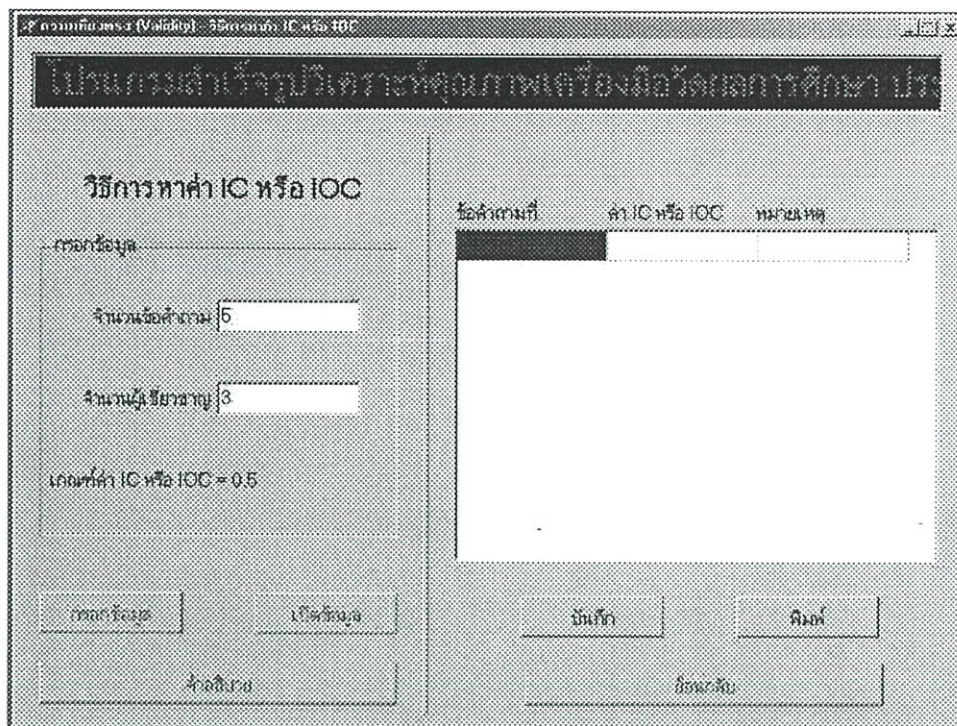 ความเที่ยงตรง (Validity) - วิธีการหาค่า IC หรือ IOC
โปรแกรมสำเร็จรูปวิเคราะห์คุณภาพเครื่องมือวัดผลการศึกษา ประ
วิธีการหาค่า IC หรือ IOC
กรอกข้อมูล
จำนวนข้อคำถาม 5
จำนวนผู้เชี่ยวชาญ 3
เกณฑ์ค่า IC หรือ IOC = 0.5
กรอกข้อมูล
เปิดข้อมูล
คำอธิบาย
ข้อคำถามที่ ค่า IC หรือ IOC หมายเหตุ
บันทึก
พิมพ์
ย้อนกลับ